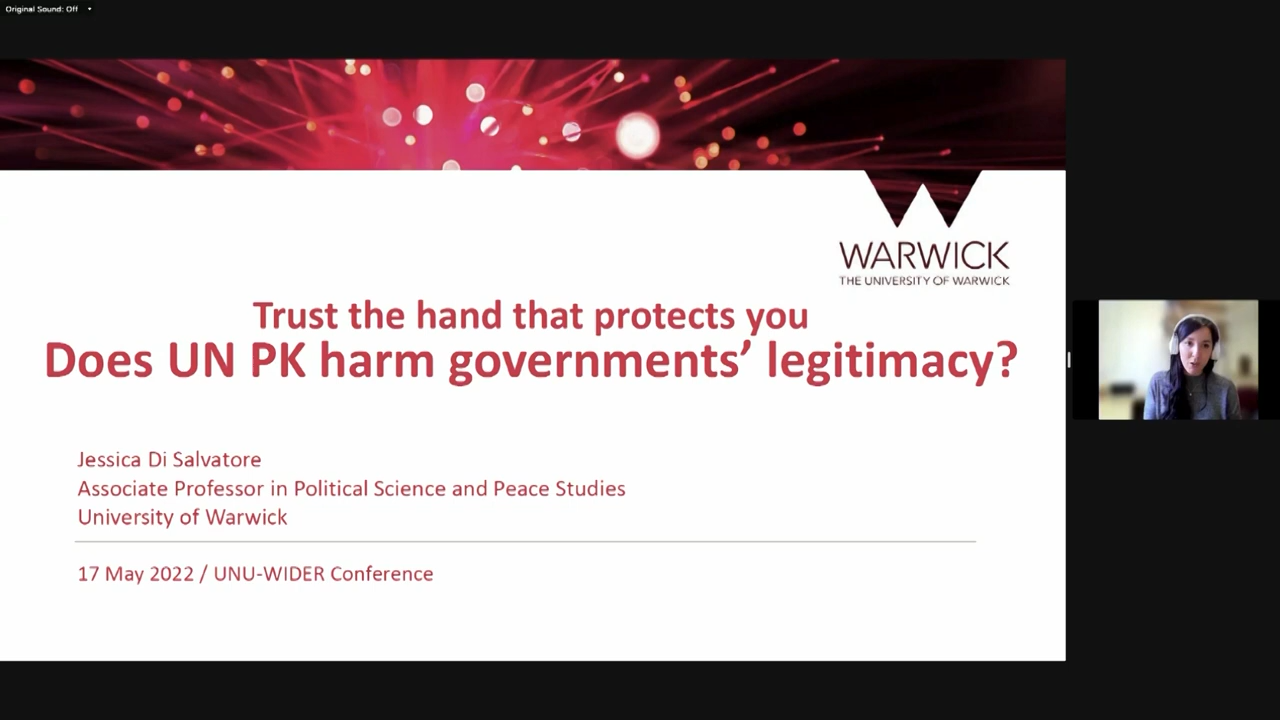 Original Sound: Off
WARWICK
THE UNIVERSITY OF WARWICK
Trust the hand that protects you
Does UN PK harm governments’ legitimacy?
Jessica Di Salvatore
Associate Professor in Political Science and Peace Studies
University of Warwick
17 May 2022 / UNU-WIDER Conference